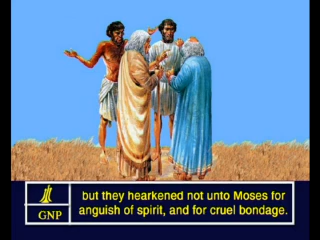 but they hearkened not unto Moses for
anguish of spirit, and for cruel bondage.
GNP